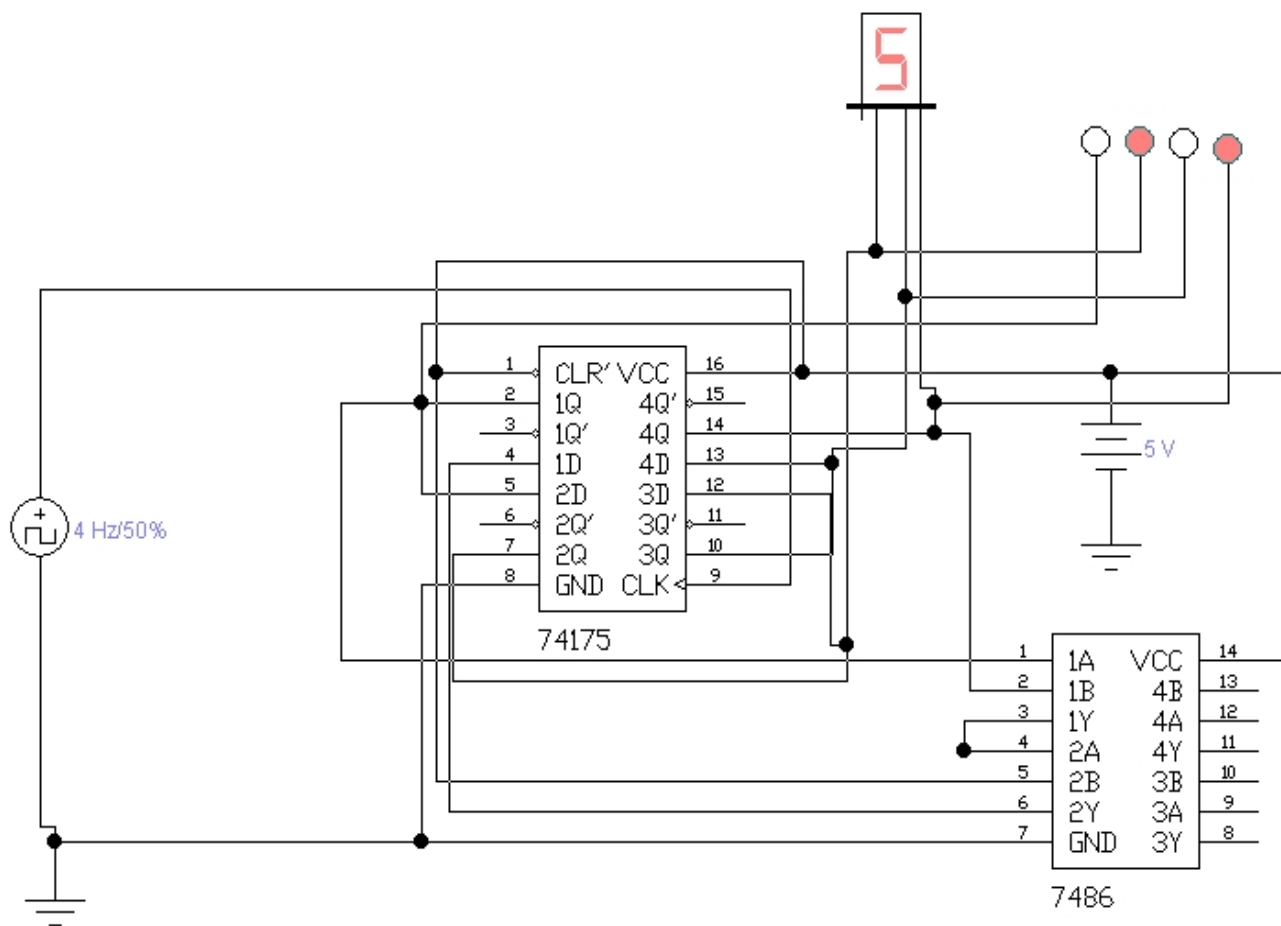 5
4 Hz/50%
5 V
1 CLR' VCC 16
2 1Q 4Q' 15
3 1Q' 4Q 14
4 1D 4D 13
5 2D 3D 12
6 2Q' 3Q' 11
7 2Q 3Q 10
8 GND CLK 9
74175
1 1A VCC 14
2 1B 4B 13
3 1Y 4A 12
4 2A 4Y 11
5 2B 3B 10
6 2Y 3A 9
7 GND 3Y 8
7486